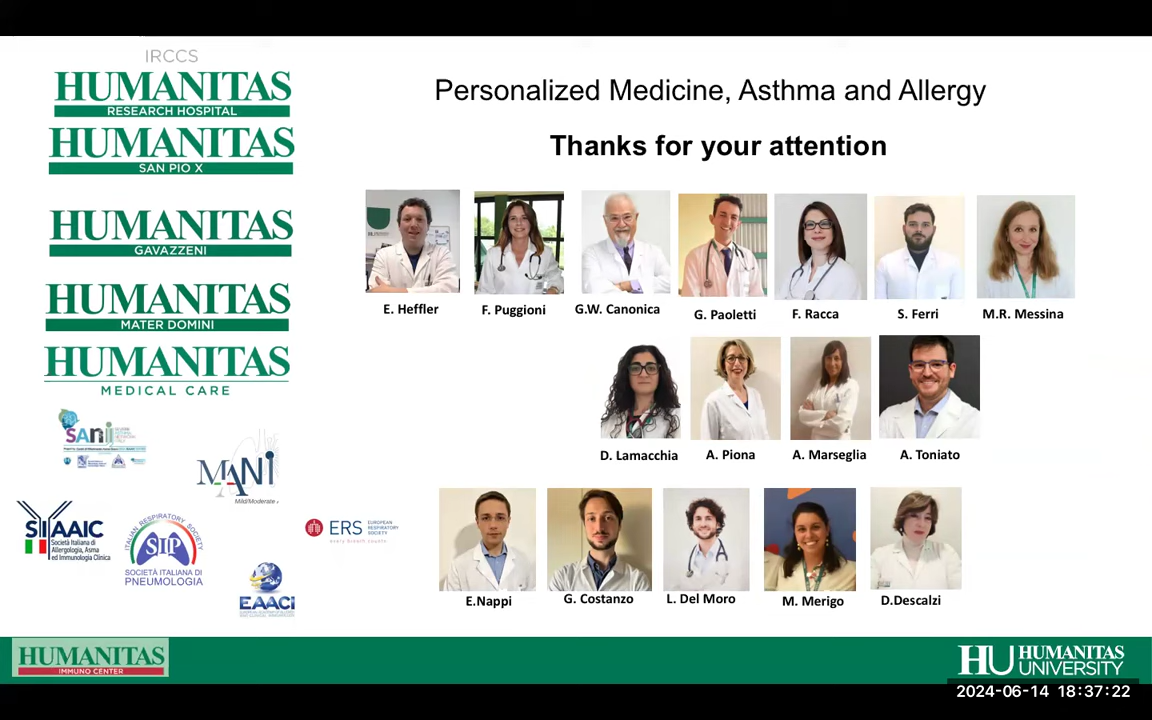 IRCCS
HUMANITAS
RESEARCH HOSPITAL
HUMANITAS
SAN PIO X
HUMANITAS
GAVAZZENI
HUMANITAS
MATER DOMINI
HUMANITAS
MEDICAL CARE
Personalized Medicine, Asthma and Allergy
Thanks for your attention
E. Heffler
F. Puggioni
G.W. Canonica
G. Paoletti
F. Racca
S. Ferri
M.R. Messina
D. Lamacchia
A. Piona
A. Marseglia
A. Toniato
E.Nappi
G. Costanzo
L. Del Moro
M. Merigo
D.Descalzi
SANI
MANI
Mild/Moderate
SIAAIC
Società Italiana di
Allergologia, Asma
ed Immunologia Clinica
ITALIAN RESPIRATORY SOCIETY
SIP
SOCIETÀ ITALIANA DI
PNEUMOLOGIA
ERS
EUROPEAN
RESPIRATORY
SOCIETY
every breath counts
EAACI
HUMANITAS
IMMUNO CENTER
HU HUMANITAS
UNIVERSITY
2024-06-14 18:37:22